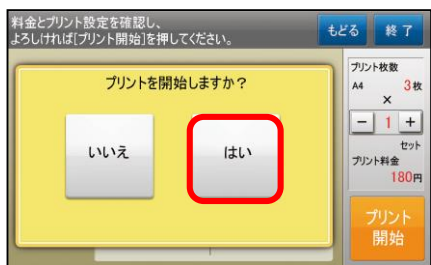 料金とプリント設定を確認し、
よろしければ[プリント開始]を押してください。
もどる
終了
プリントを開始しますか？
いいえ
はい
プリント枚数
A4 3枚
×
－ 1 ＋
セット
プリント料金
180円
プリント
開始